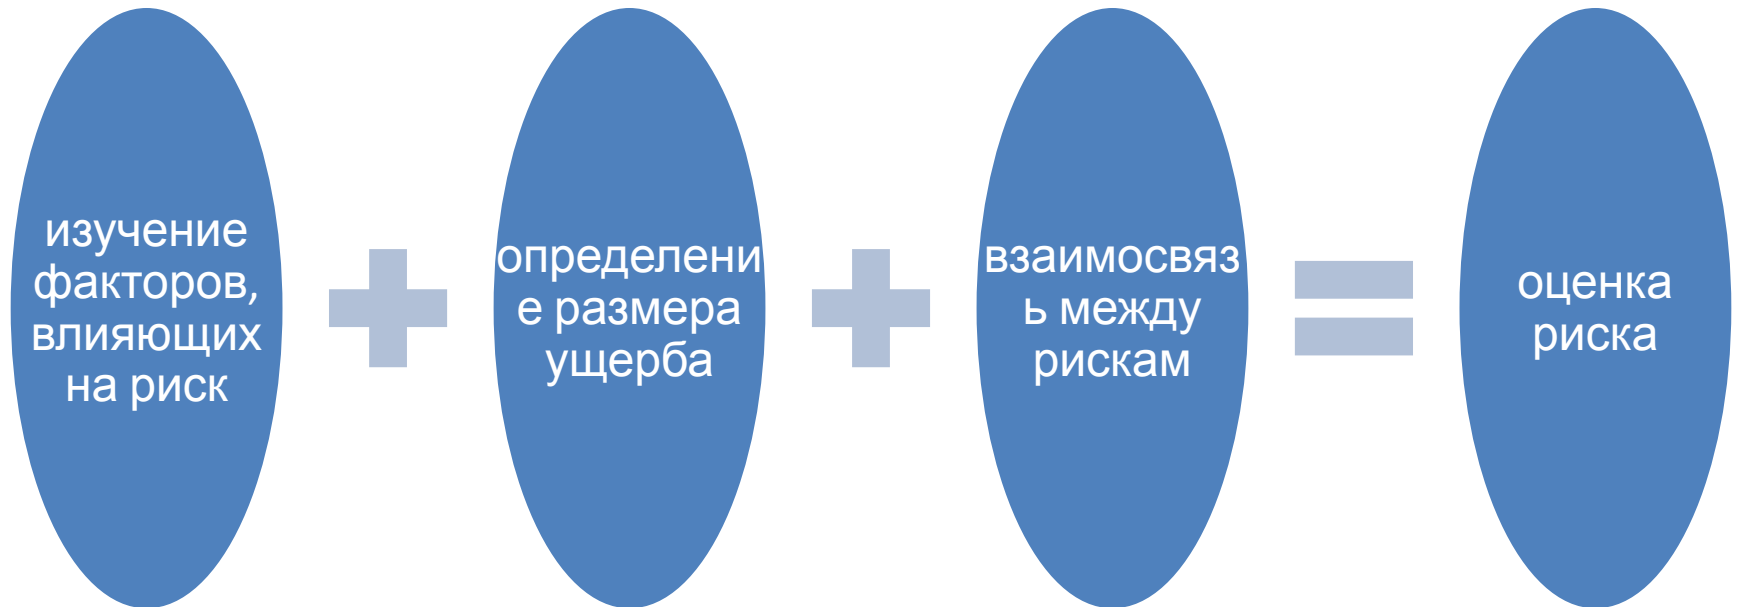 изучение
факторов,
влияющих
на риск
определени
е размера
ущерба
взаимосвяз
ь между
рискам
оценка
риска